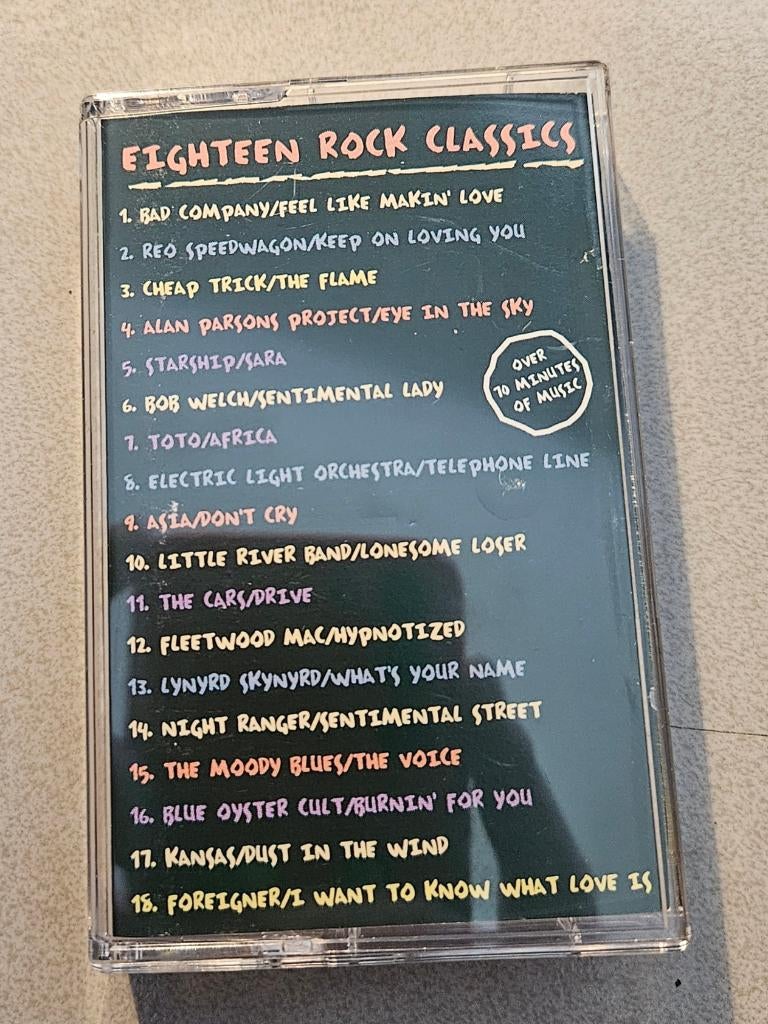 EIGHTEEN ROCK CLASSICS
1. BAD COMPANY/FEEL LIKE MAKIN' LOVE
2. REO SPEEDWAGON/KEEP ON LOVING YOU
3. CHEAP TRICK/THE FLAME
4. ALAN PARSONS PROJECT/EYE IN THE SKY
5. STARSHIP/SARA
OVER
70 MINUTES
OF MUSIC
6. BOB WELCH/SENTIMENTAL LADY
7. TOTO/AFRICA
8. ELECTRIC LIGHT ORCHESTRA/TELEPHONE LINE
9. ASIA/DON'T CRY
10. LITTLE RIVER BAND/LONESOME LOSER
11. THE CARS/DRIVE
12. FLEETWOOD MAC/HYPNOTIZED
13. LYNYRD SKYNYRD/WHAT'S YOUR NAME
14. NIGHT RANGER/SENTIMENTAL STREET
15. THE MOODY BLUES/THE VOICE
16. BLUE OYSTER CULT/BURNIN' FOR YOU
17. KANSAS/DUST IN THE WIND
18. FOREIGNER/I WANT TO KNOW WHAT LOVE IS